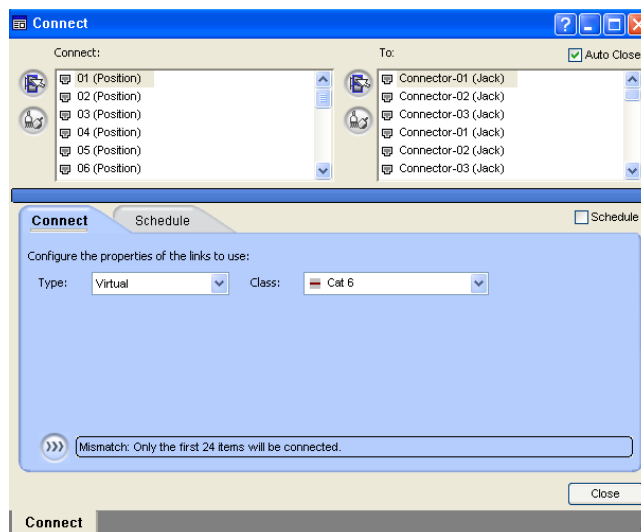 Connect
Connect:
To:
Auto Close
01 (Position)
02 (Position)
03 (Position)
04 (Position)
05 (Position)
06 (Position)
Connector-01 (Jack)
Connector-02 (Jack)
Connector-03 (Jack)
Connector-01 (Jack)
Connector-02 (Jack)
Connector-03 (Jack)
Connect
Schedule
Schedule
Configure the properties of the links to use:
Type: Virtual Class: Cat 6
Mismatch: Only the first 24 items will be connected.
Close
Connect